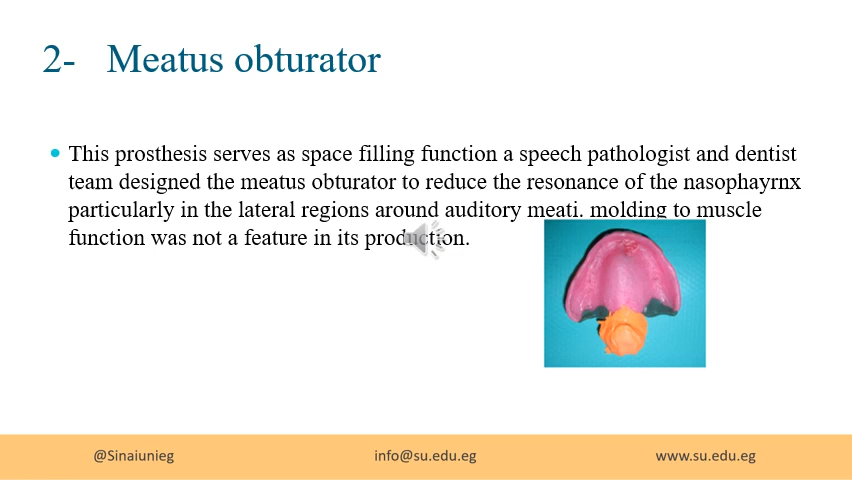 2- Meatus obturator
• This prosthesis serves as space filling function a speech pathologist and dentist
team designed the meatus obturator to reduce the resonance of the nasophayrnx
particularly in the lateral regions around auditory meati. molding to muscle
function was not a feature in its production.
@Sinaiunieg
info@su.edu.eg
www.su.edu.eg